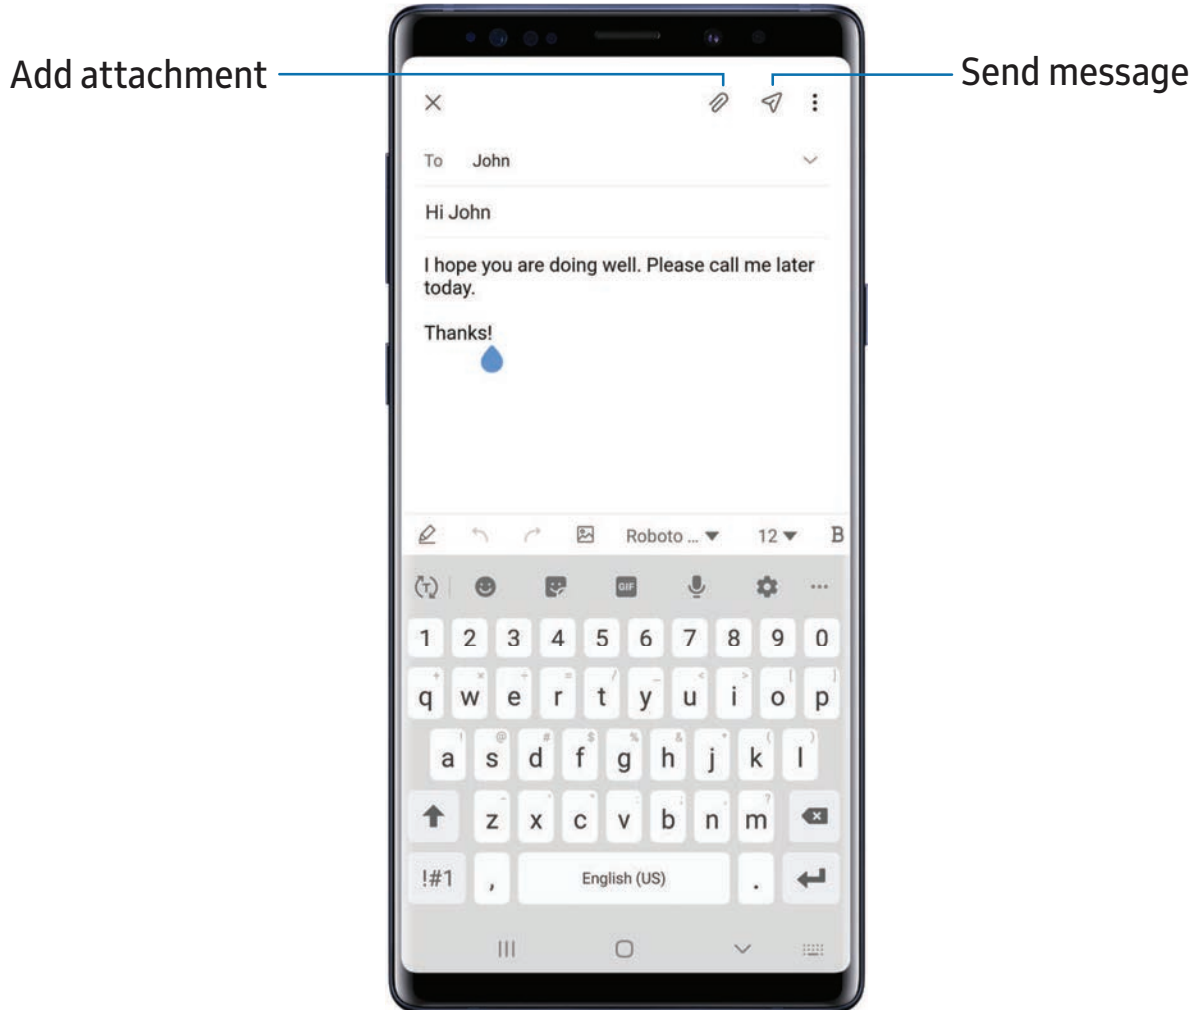 Add attachment
Send message
To John
Hi John
I hope you are doing well. Please call me later
today.
Thanks!
Roboto ... 12 B
T GIF ...
1 2 3 4 5 6 7 8 9 0
+ × ÷ = / _ < > [ ]
q w e r t y u i o p
! @ # $ % & * ( )
a s d f g h j k l
z x c v b n m ?
!#1 , English (US) .